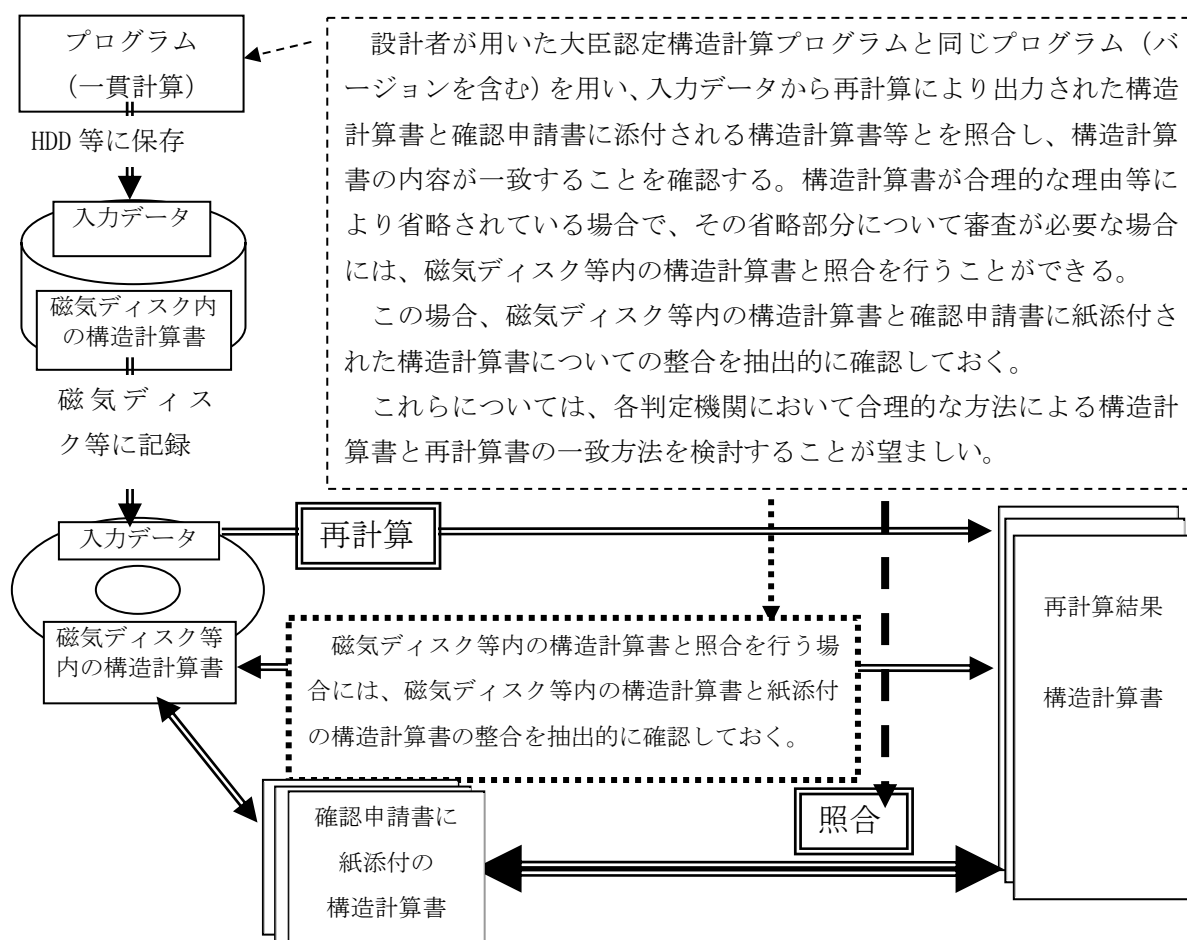 プログラム
(一貫計算)
HDD 等に保存
入力データ
磁気ディスク内
の構造計算書
磁気ディス
ク等に記録
設計者が用いた大臣認定構造計算プログラムと同じプログラム（バ
ージョンを含む）を用い、入力データから再計算により出力された構造
計算書と確認申請書に添付される構造計算書等とを照合し、構造計算
書の内容が一致することを確認する。構造計算書が合理的な理由等に
より省略されている場合で、その省略部分について審査が必要な場合
には、磁気ディスク等内の構造計算書と照合を行うことができる。
この場合、磁気ディスク等内の構造計算書と確認申請書に紙添付さ
れた構造計算書についての整合を抽出的に確認しておく。
これらについては、各判定機関において合理的な方法による構造計
算書と再計算書の一致方法を検討することが望ましい。
入力データ
再計算
磁気ディスク等
内の構造計算書
磁気ディスク等内の構造計算書と照合を行う場
合には、磁気ディスク等内の構造計算書と紙添付
の構造計算書の整合を抽出的に確認しておく。
再計算結果
構造計算書
照合
確認申請書に
紙添付の
構造計算書